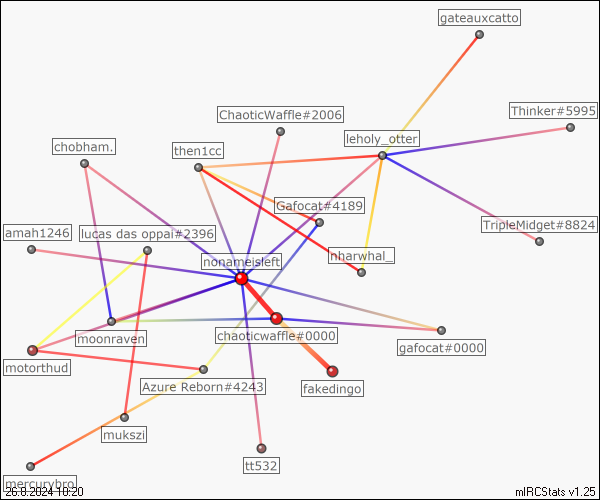 gateauxcatto
ChaoticWaffle#2006
Thinker#5995
chobham.
then1cc
leholy_otter
Gafocat#4189
amah1246
lucas das oppai#2396
TripleMidget#8824
nonameisleft
nharwhal_
moonraven
chaoticwaffle#0000
gafocat#0000
motorthud
Azure Reborn#4243
fakedingo
mukszi
tt532
mercurybro
26.8.2024 10:20
mIRCStats v1.25